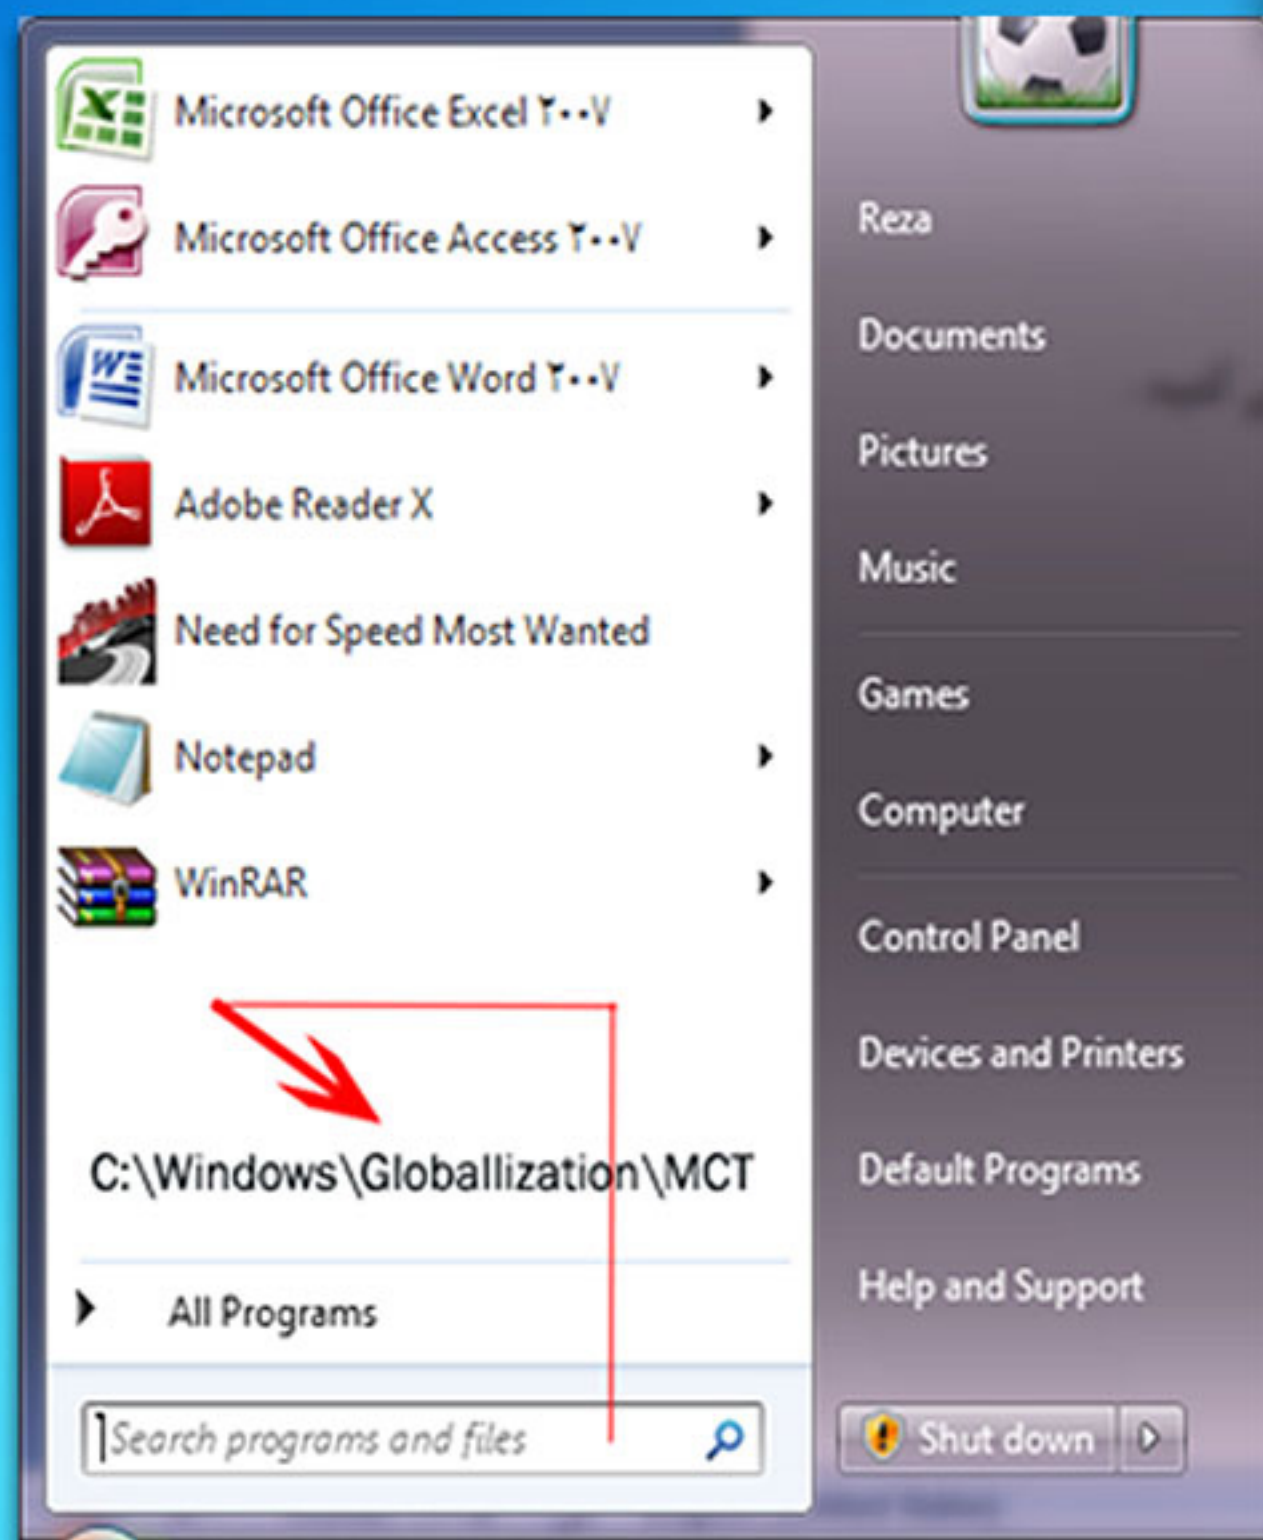 Microsoft Office Excel ۲۰۰۷
Microsoft Office Access ۲۰۰۷
Microsoft Office Word ۲۰۰۷
Adobe Reader X
Need for Speed Most Wanted
Notepad
WinRAR
C:\Windows\Globallization\MCT
All Programs
Search programs and files
Reza
Documents
Pictures
Music
Games
Computer
Control Panel
Devices and Printers
Default Programs
Help and Support
Shut down